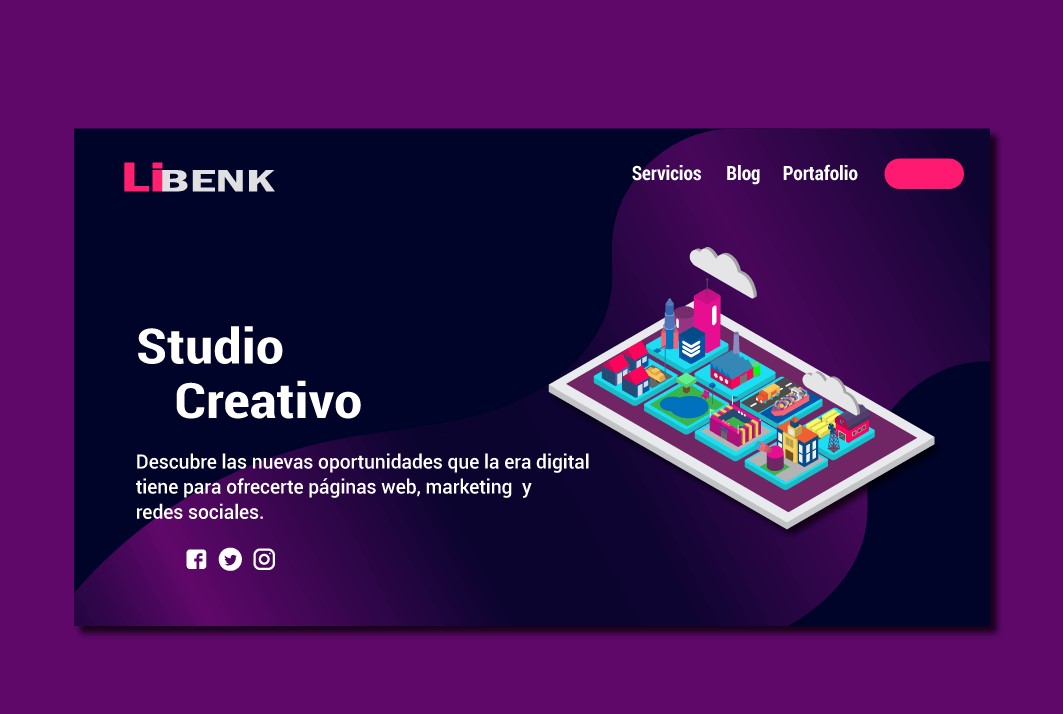 LiBENK
Servicios Blog Portafolio
Studio
Creativo
Descubre las nuevas oportunidades que la era digital
tiene para ofrecerte páginas web, marketing y
redes sociales.